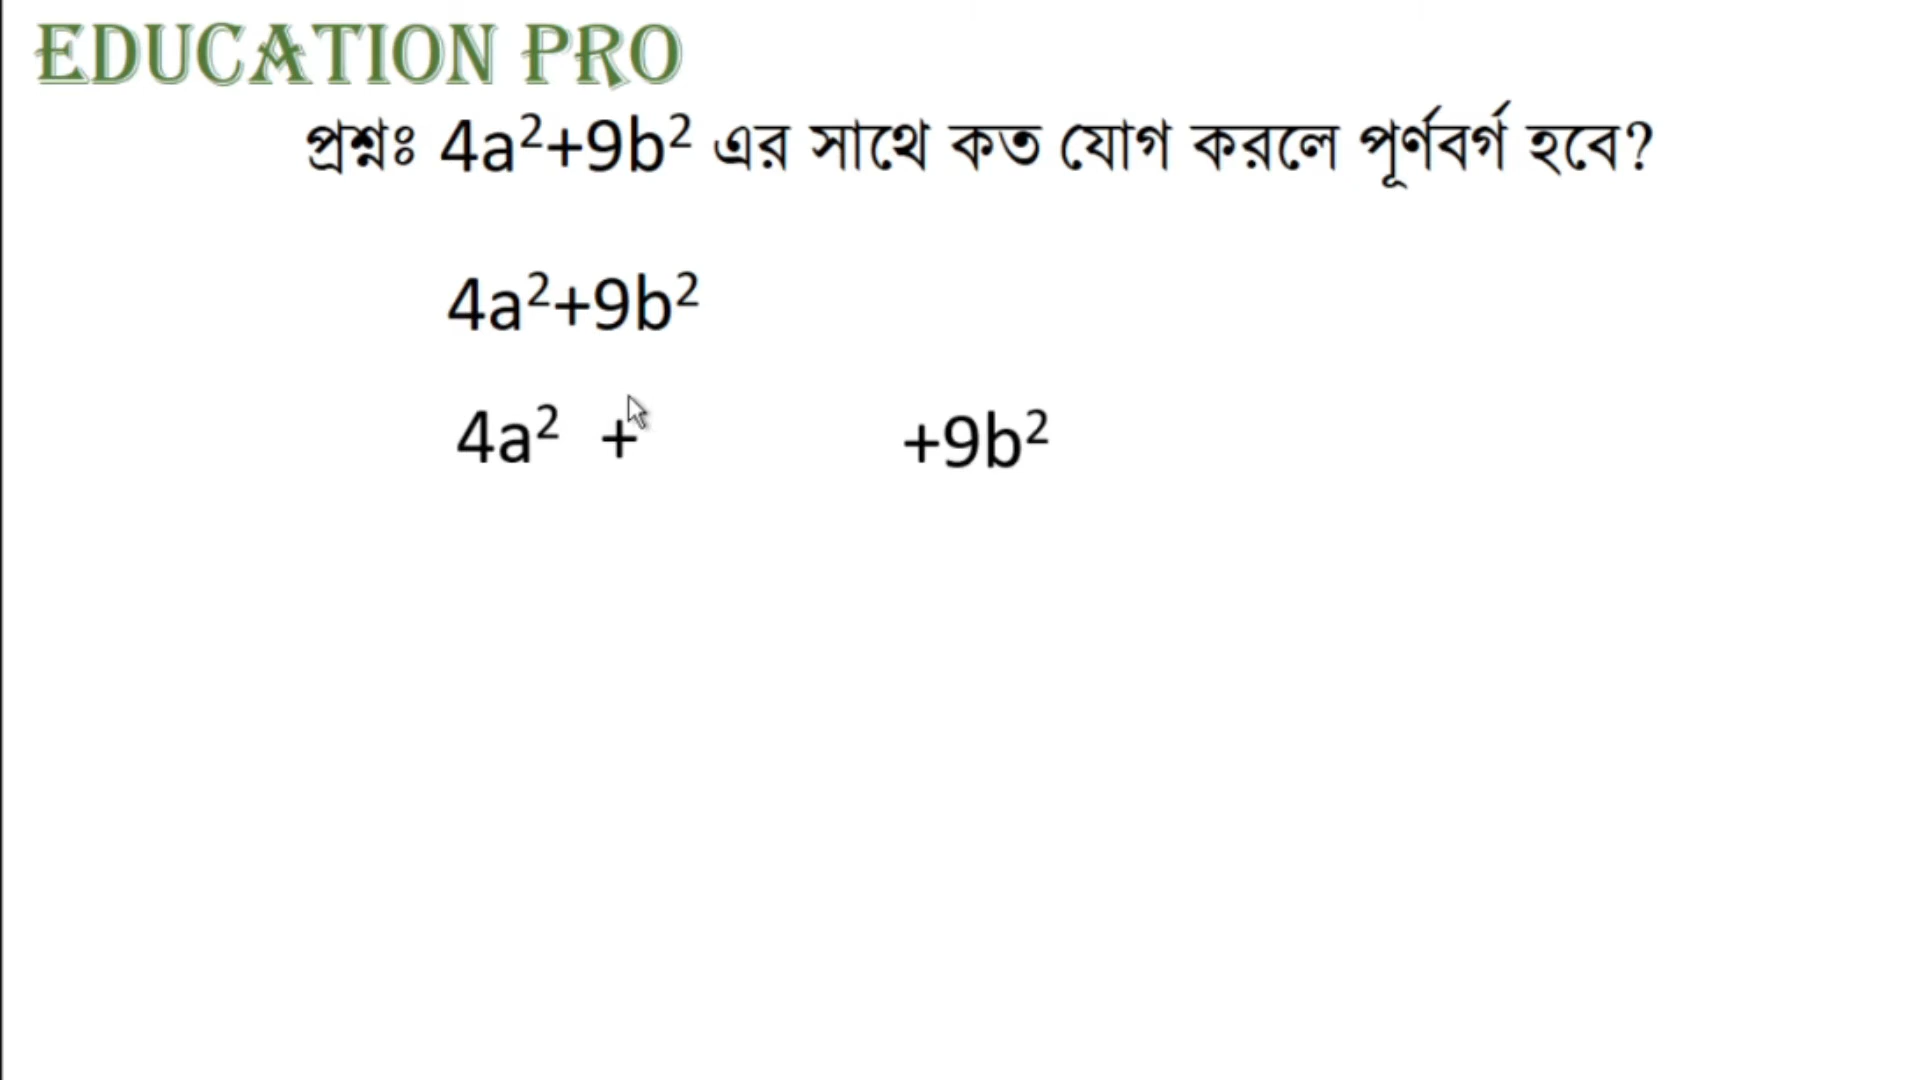 EDUCATION PRO
প্রশ্নঃ 4a²+9b² এর সাথে কত যোগ করলে পূর্ণবর্গ হবে?
4a²+9b²
4a² + +9b²